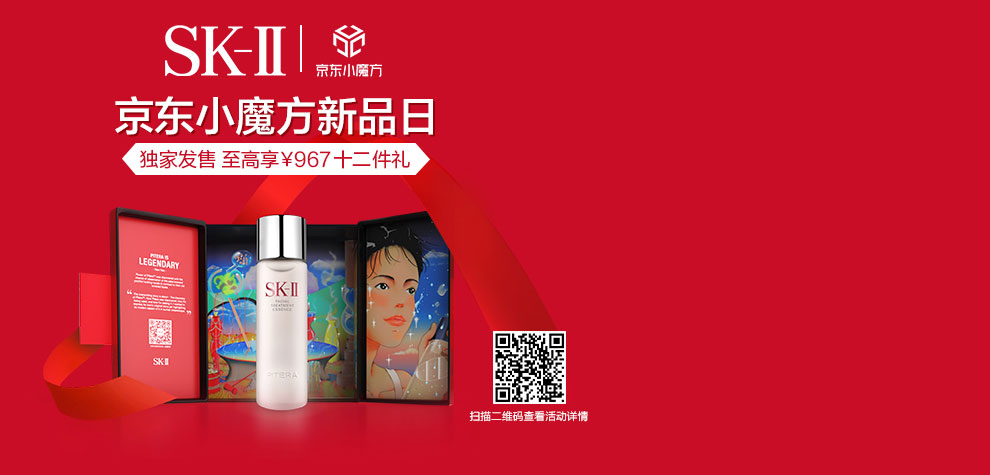 SK-II
京东小魔方
京东小魔方新品日
独家发售 至高享¥967十二件礼
PITERA IS
LEGENDARY
SK-II
SK-II
FACIAL
TREATMENT
ESSENCE
PITERA
扫描二维码查看活动详情